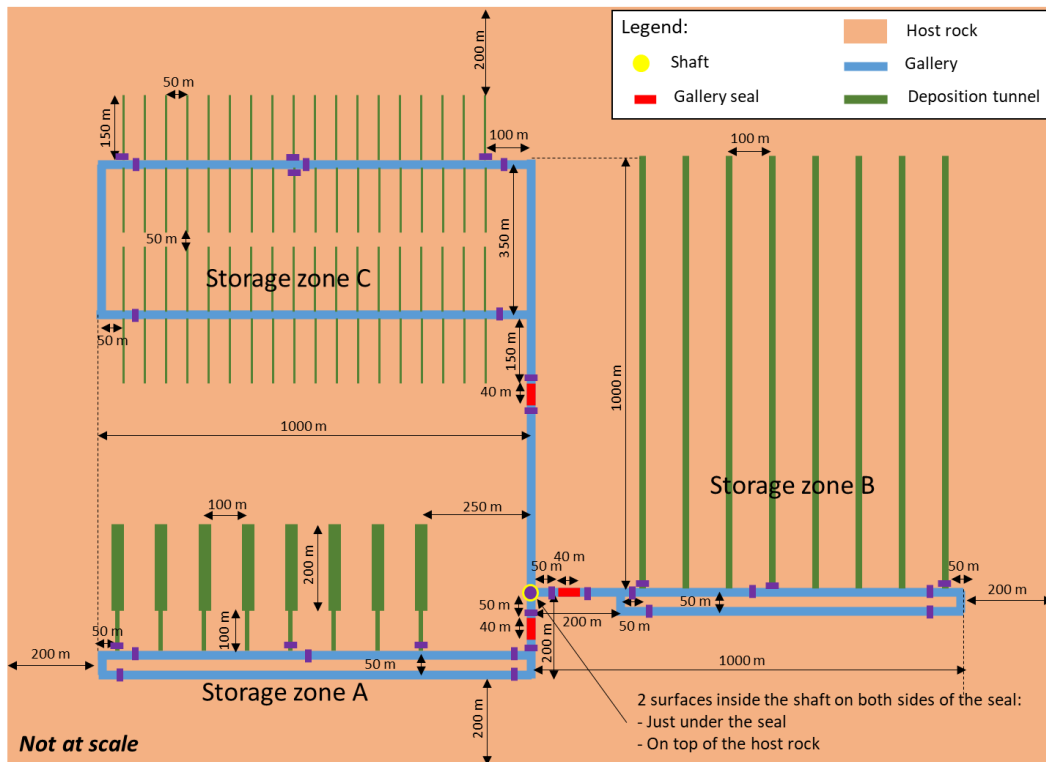 Legend:
Host rock
Shaft
Gallery
Gallery seal
Deposition tunnel
200 m
50 m
150 m
100 m
100 m
50 m
350 m
Storage zone C
50 m
150 m
40 m
1000 m
1000 m
Storage zone B
100 m
250 m
200 m
50 m
40 m
50 m
50 m
40 m
200 m
50 m
50 m
200 m
100 m
50 m
200 m
50 m
200 m
1000 m
Storage zone A
200 m
2 surfaces inside the shaft on both sides of the seal:
- Just under the seal
- On top of the host rock
Not at scale